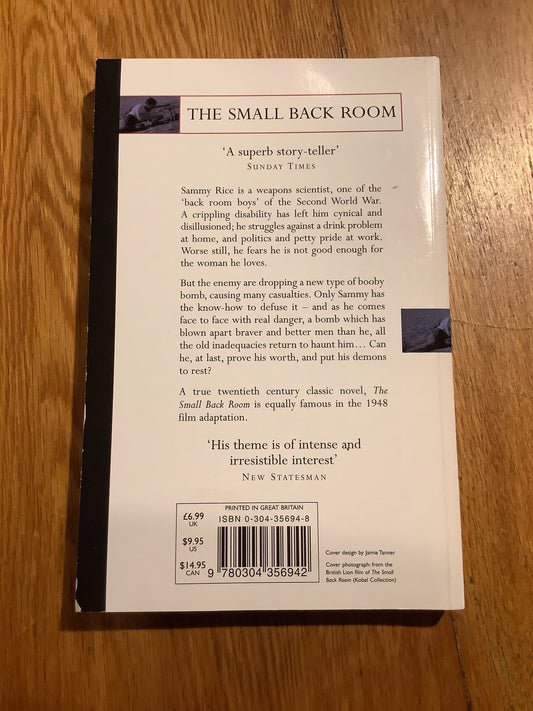 THE SMALL BACK ROOM
‘A superb story-teller’
SUNDAY TIMES
Sammy Rice is a weapons scientist, one of the
‘back room boys’ of the Second World War.
A crippling disability has left him cynical and
disillusioned; he struggles against a drink problem
at home, and politics and petty pride at work.
Worse still, he fears he is not good enough for
the woman he loves.
But the enemy are dropping a new type of booby
bomb, causing many casualties. Only Sammy has
the know-how to defuse it – and as he comes
face to face with real danger, a bomb which has
blown apart braver and better men than he, all
the old inadequacies return to haunt him… Can
he, at last, prove his worth, and put his demons
to rest?
A true twentieth century classic novel, The
Small Back Room is equally famous in the 1948
film adaptation.
‘His theme is of intense and
irresistible interest’
NEW STATESMAN
£6.99
UK
$9.95
US
$14.95
CAN
PRINTED IN GREAT BRITAIN
ISBN 0-304-35694-8
9 780304 356942
Cover design by Jamie Tanner
Cover photograph: from the
British Lion film of The Small
Back Room (Kobal Collection)